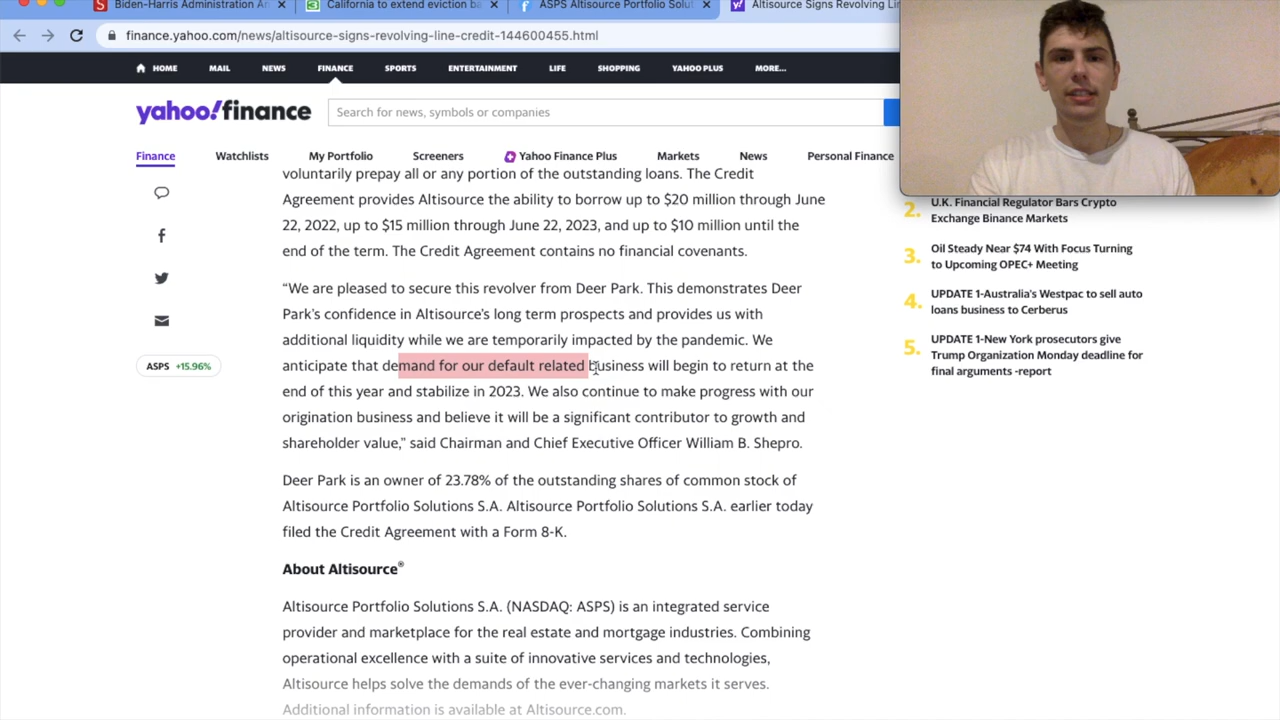 Biden-Harris Administration An
California to extend eviction ba
ASPS Altisource Portfolio Solut
Altisource Signs Revolving Lin
finance.yahoo.com/news/altisource-signs-revolving-line-credit-144600455.html
HOME MAIL NEWS FINANCE SPORTS ENTERTAINMENT LIFE SHOPPING YAHOO PLUS MORE...
yahoo!finance
Search for news, symbols or companies
Finance Watchlists My Portfolio Screeners Yahoo Finance Plus Markets News Personal Finance
voluntarily prepay all or any portion of the outstanding loans. The Credit
Agreement provides Altisource the ability to borrow up to $20 million through June
22, 2022, up to $15 million through June 22, 2023, and up to $10 million until the
end of the term. The Credit Agreement contains no financial covenants.
“We are pleased to secure this revolver from Deer Park. This demonstrates Deer
Park’s confidence in Altisource’s long term prospects and provides us with
additional liquidity while we are temporarily impacted by the pandemic. We
anticipate that demand for our default related business will begin to return at the
end of this year and stabilize in 2023. We also continue to make progress with our
origination business and believe it will be a significant contributor to growth and
shareholder value,” said Chairman and Chief Executive Officer William B. Shepro.
Deer Park is an owner of 23.78% of the outstanding shares of common stock of
Altisource Portfolio Solutions S.A. Altisource Portfolio Solutions S.A. earlier today
filed the Credit Agreement with a Form 8-K.
About Altisource®
Altisource Portfolio Solutions S.A. (NASDAQ: ASPS) is an integrated service
provider and marketplace for the real estate and mortgage industries. Combining
operational excellence with a suite of innovative services and technologies,
Altisource helps solve the demands of the ever-changing markets it serves.
Additional information is available at Altisource.com.
ASPS +15.96%
2. U.K. Financial Regulator Bars Crypto
Exchange Binance Markets
3. Oil Steady Near $74 With Focus Turning
to Upcoming OPEC+ Meeting
4. UPDATE 1-Australia's Westpac to sell auto
loans business to Cerberus
5. UPDATE 1-New York prosecutors give
Trump Organization Monday deadline for
final arguments -report